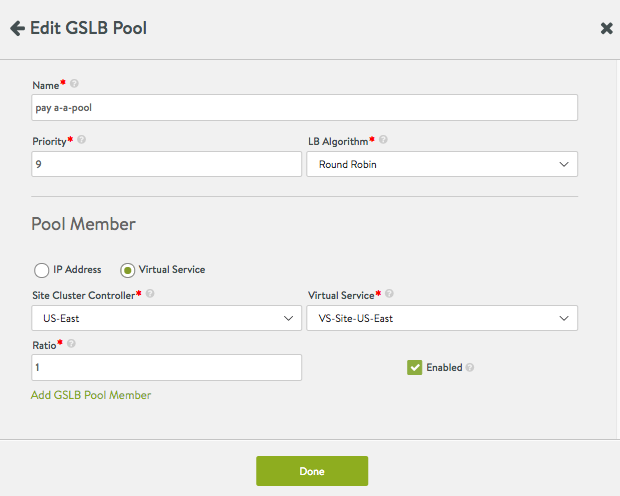 Edit GSLB Pool
Name*
pay a-a-pool
Priority* LB Algorithm*
9 Round Robin
Pool Member
IP Address Virtual Service
Site Cluster Controller* Virtual Service*
US-East VS-Site-US-East
Ratio*
1 Enabled
Add GSLB Pool Member
Done